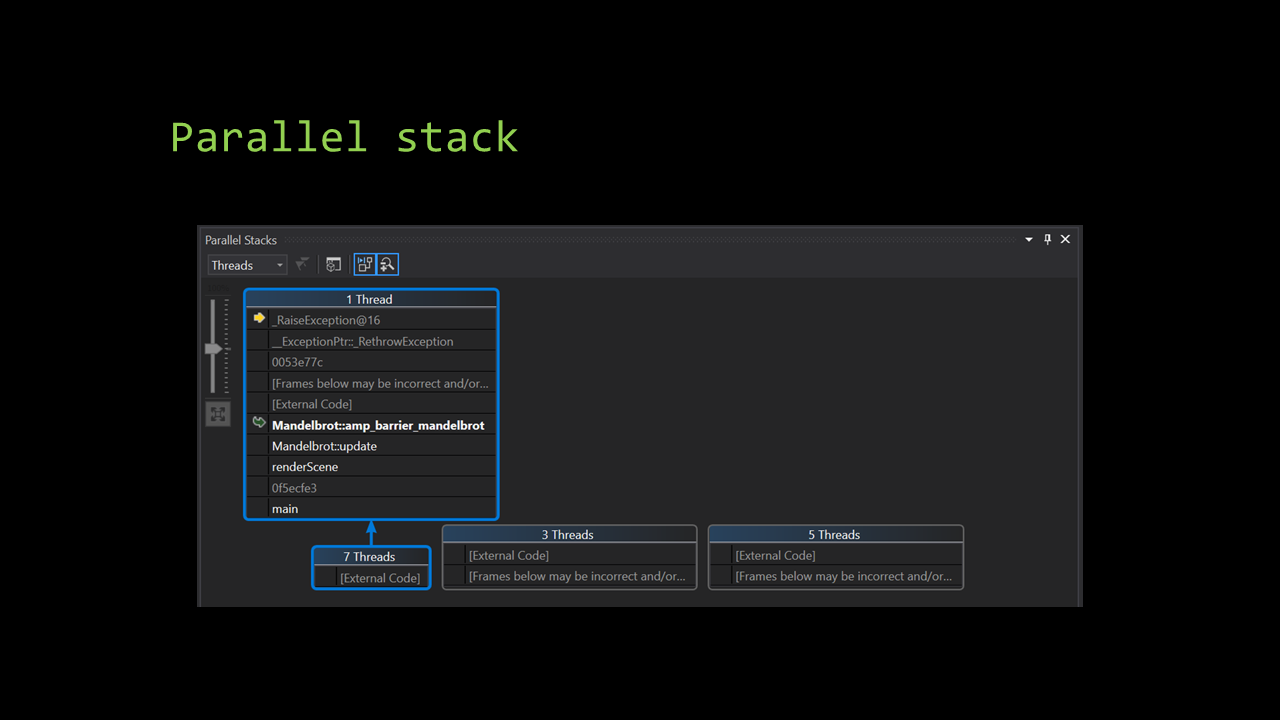 Parallel stack
Parallel Stacks
Threads
1 Thread
_RaiseException@16
__ExceptionPtr::_RethrowException
0053e77c
[Frames below may be incorrect and/or...
[External Code]
Mandelbrot::amp_barrier_mandelbrot
Mandelbrot::update
renderScene
0f5ecfe3
main
7 Threads
[External Code]
3 Threads
[External Code]
[Frames below may be incorrect and/or...
5 Threads
[External Code]
[Frames below may be incorrect and/or...